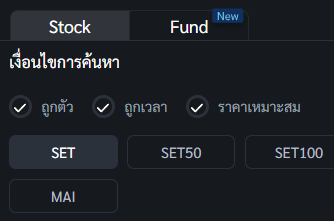 Stock Fund New
เงื่อนไขการค้นหา
ถูกตัว ถูกเวลา ราคาเหมาะสม
SET SET50 SET100
MAI